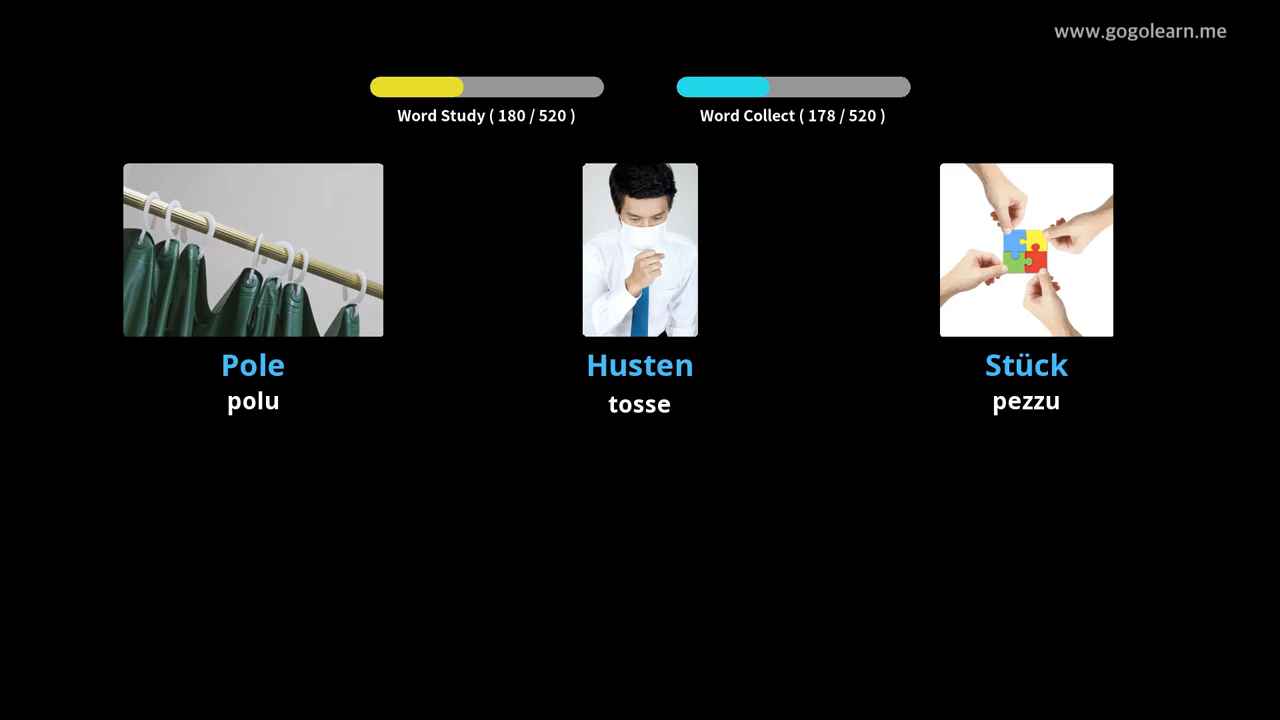 www.gogolearn.me
Word Study ( 180 / 520 )
Word Collect ( 178 / 520 )
Pole
polu
Husten
tosse
Stück
pezzu